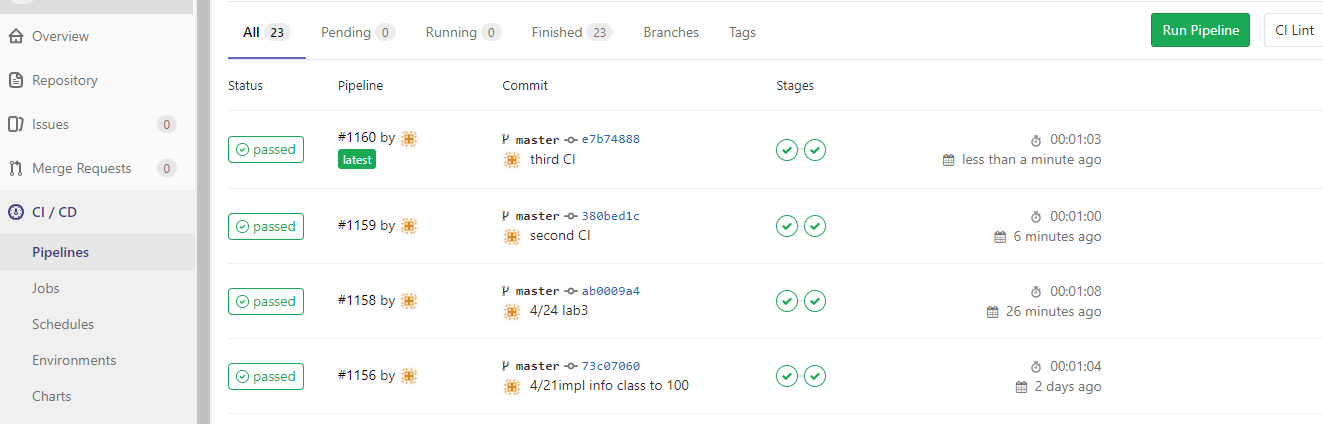 Overview
Repository
Issues 0
Merge Requests 0
CI / CD
Pipelines
Jobs
Schedules
Environments
Charts
All 23 Pending 0 Running 0 Finished 23 Branches Tags Run Pipeline CI Lint
Status Pipeline Commit Stages
passed #1160 by latest master e7b74888 third CI 00:01:03 less than a minute ago
passed #1159 by master 380bed1c second CI 00:01:00 6 minutes ago
passed #1158 by master ab0009a4 4/24 lab3 00:01:08 26 minutes ago
passed #1156 by master 73c07060 4/21impl info class to 100 00:01:04 2 days ago